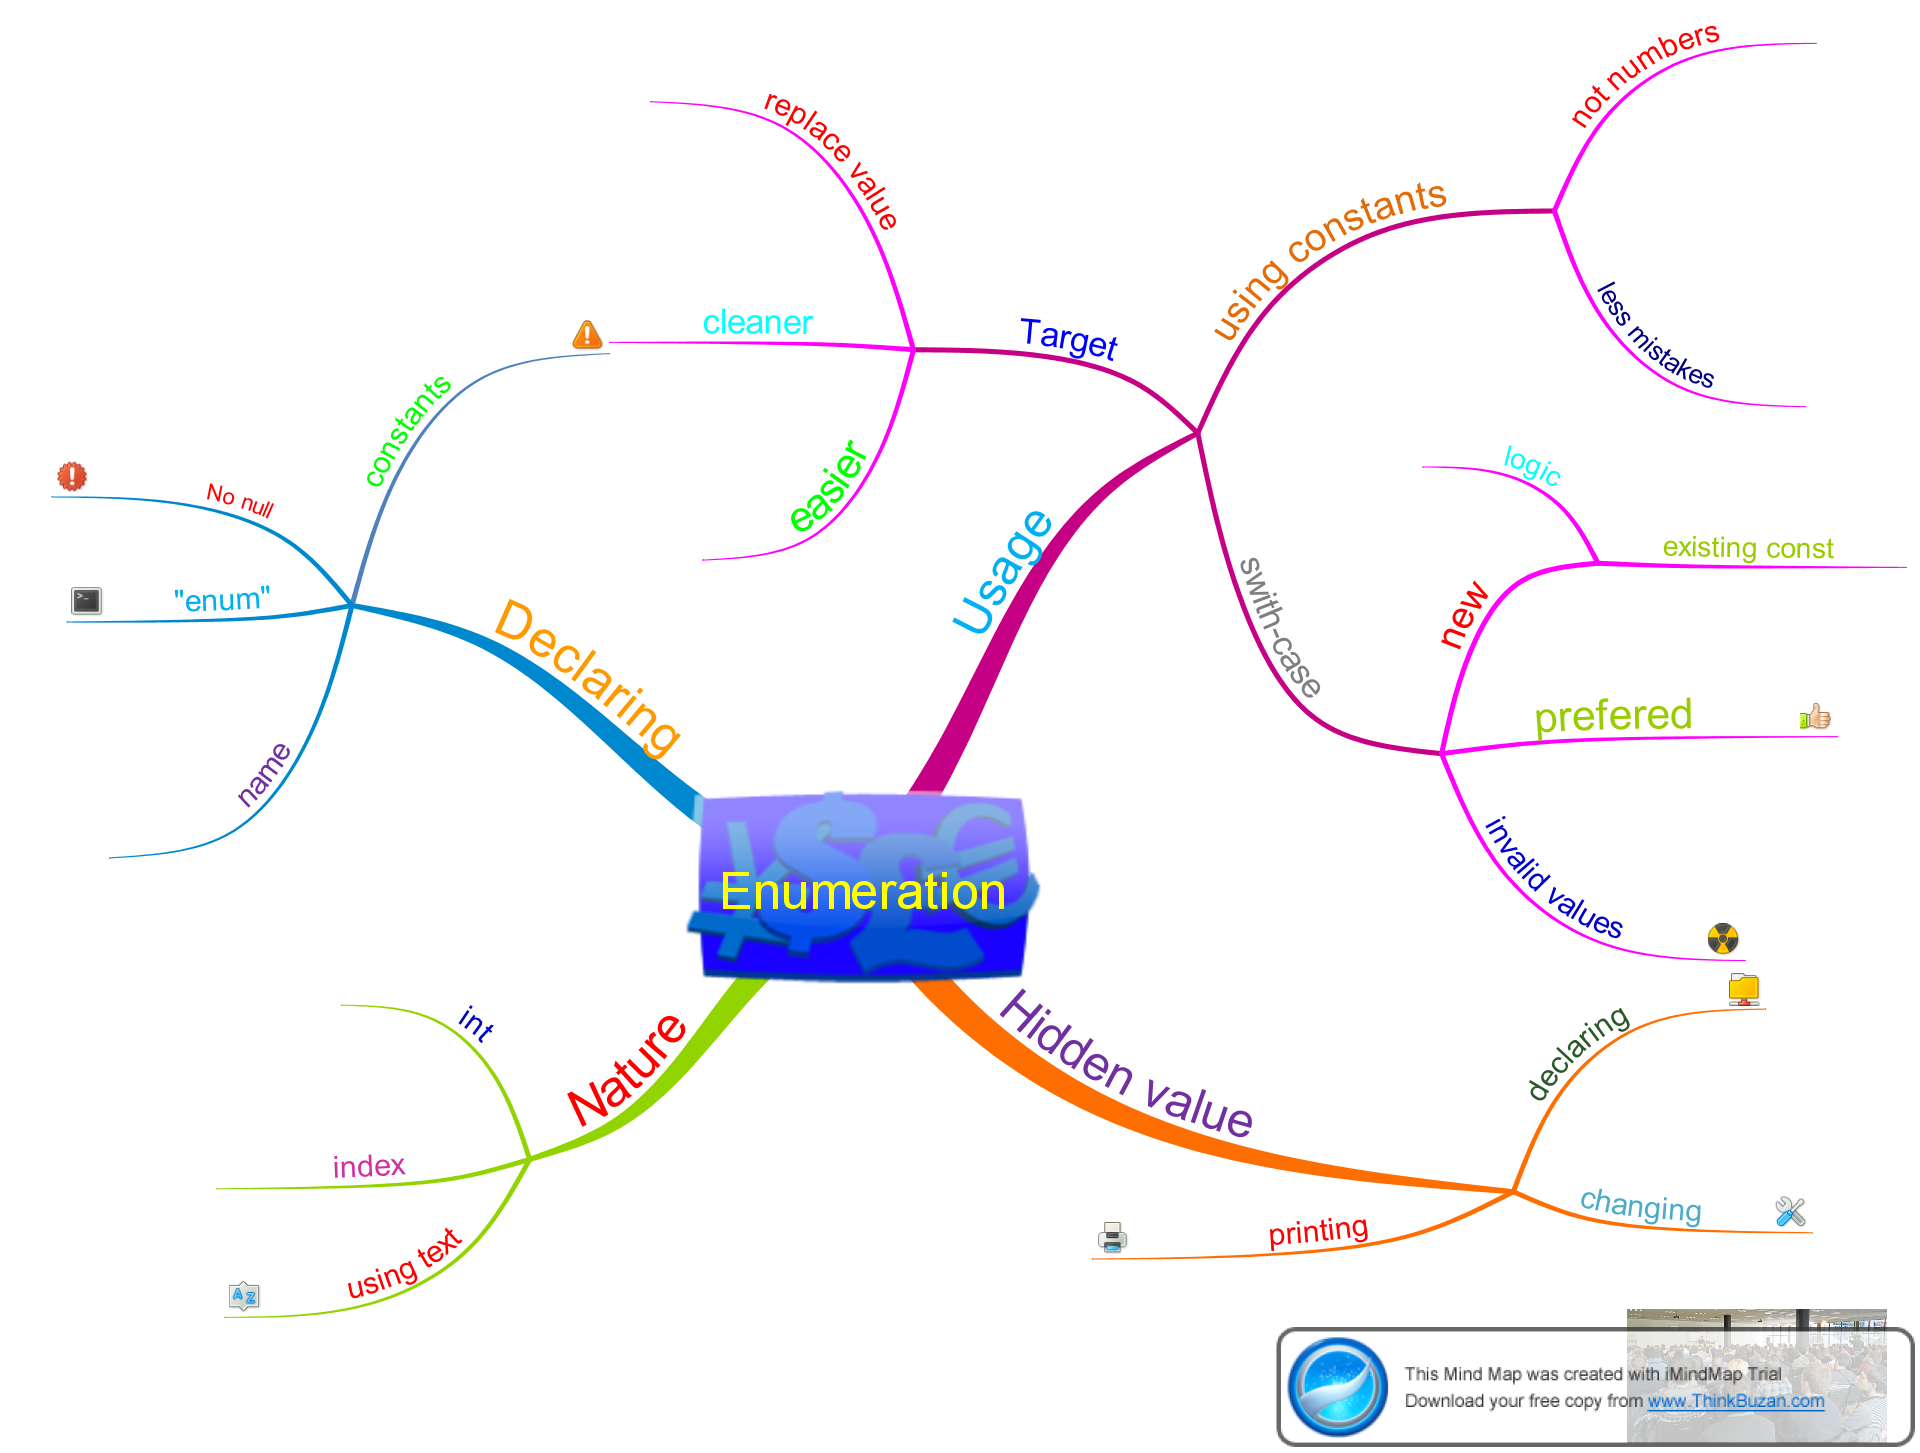 not numbers
replace value
using constants
less mistakes
cleaner
Target
constants
easier
logic
existing const
No null
"enum"
Declaring
Usage
swith-case
new
prefered
name
invalid values
Enumeration
int
Nature
Hidden value
declaring
index
using text
printing
changing
This Mind Map was created with iMindMap Trial
Download your free copy from www.ThinkBuzan.com